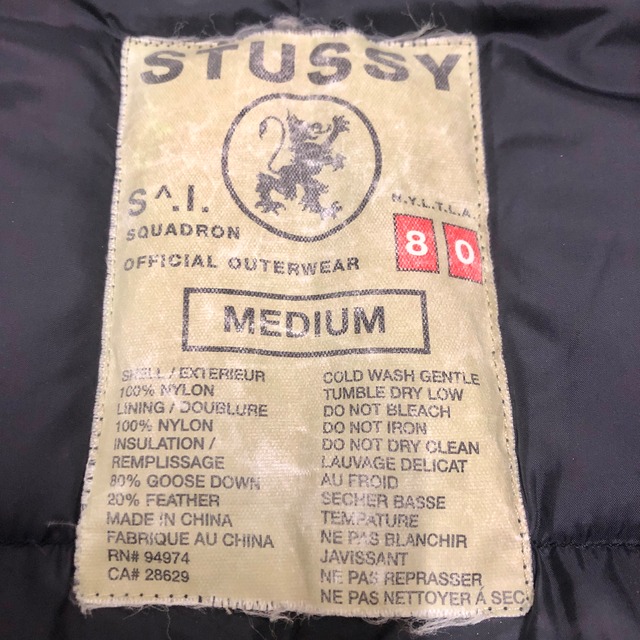 STUSSY
S^.I.
SQUADRON
N.Y.L.T.L.A.
80
OFFICIAL OUTERWEAR
MEDIUM
SHELL / EXTERIEUR
100% NYLON
LINING / DOUBLURE
100% NYLON
INSULATION /
REMPLISSAGE
80% GOOSE DOWN
20% FEATHER
MADE IN CHINA
FABRIQUE AU CHINA
RN# 94974
CA# 28629
COLD WASH GENTLE
TUMBLE DRY LOW
DO NOT BLEACH
DO NOT IRON
DO NOT DRY CLEAN
LAUVAGE DELICAT
AU FROID
SECHER BASSE
TEMPATURE
NE PAS BLANCHIR
JAVISSANT
NE PAS REPRASSER
NE PAS NETTOYER À SEC